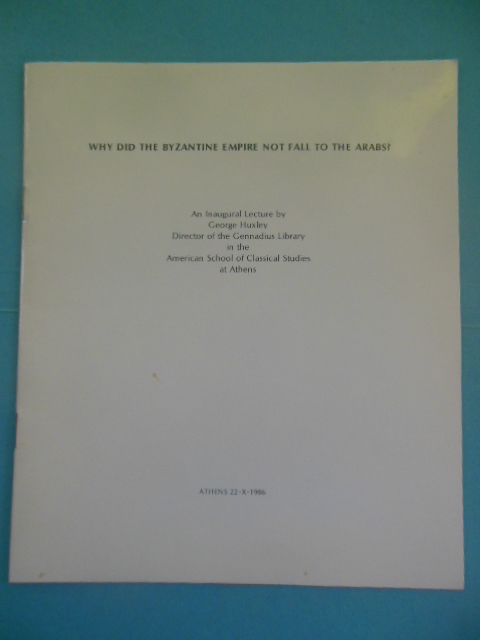 WHY DID THE BYZANTINE EMPIRE NOT FALL TO THE ARABS?
An Inaugural Lecture by
George Huxley
Director of the Gennadius Library
in the
American School of Classical Studies
at Athens
ATHENS 22-X-1986